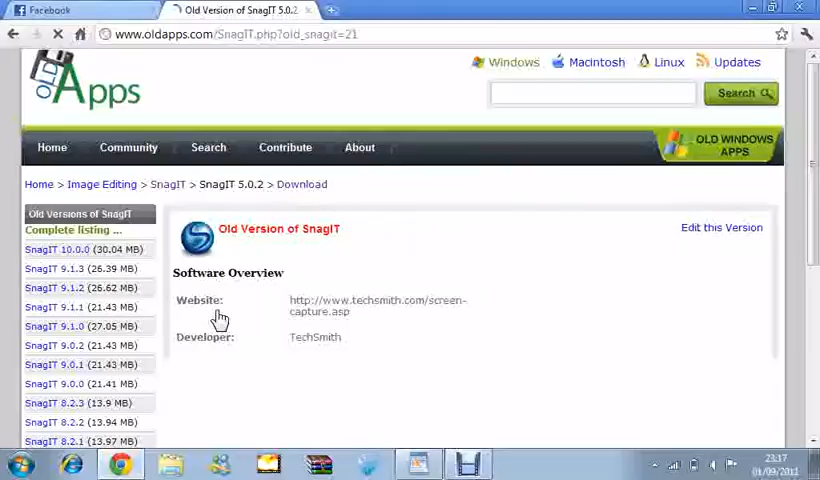 Facebook
Old Version of SnagIT 5.0.2
www.oldapps.com/SnagIT.php?old_snagit=21
Windows
Macintosh
Linux
Updates
OLD
Apps
Search
Home
Community
Search
Contribute
About
OLD WINDOWS
APPS
Home > Image Editing > SnagIT > SnagIT 5.0.2 > Download
Old Versions of SnagIT
Complete listing ...
SnagIT 10.0.0 (30.04 MB)
SnagIT 9.1.3 (26.39 MB)
SnagIT 9.1.2 (26.62 MB)
SnagIT 9.1.1 (21.43 MB)
SnagIT 9.1.0 (27.05 MB)
SnagIT 9.0.2 (21.43 MB)
SnagIT 9.0.1 (21.43 MB)
SnagIT 9.0.0 (21.41 MB)
SnagIT 8.2.3 (13.9 MB)
SnagIT 8.2.2 (13.94 MB)
SnagIT 8.2.1 (13.97 MB)
Old Version of SnagIT
Edit this Version
Software Overview
Website: http://www.techsmith.com/screen-
capture.asp
Developer: TechSmith
23:17
01/09/2011